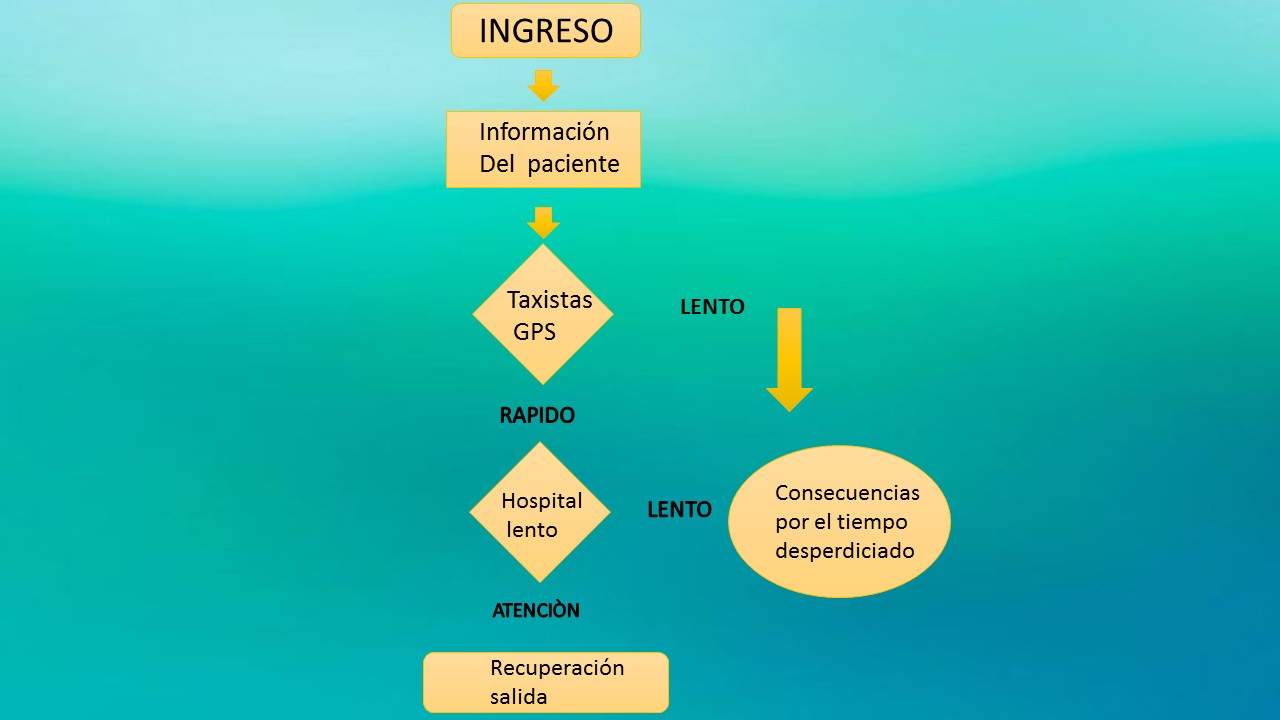 INGRESO
Información
Del paciente
Taxistas
GPS
LENTO
RAPIDO
Hospital
lento
LENTO
Consecuencias
por el tiempo
desperdiciado
ATENCIÒN
Recuperación
salida